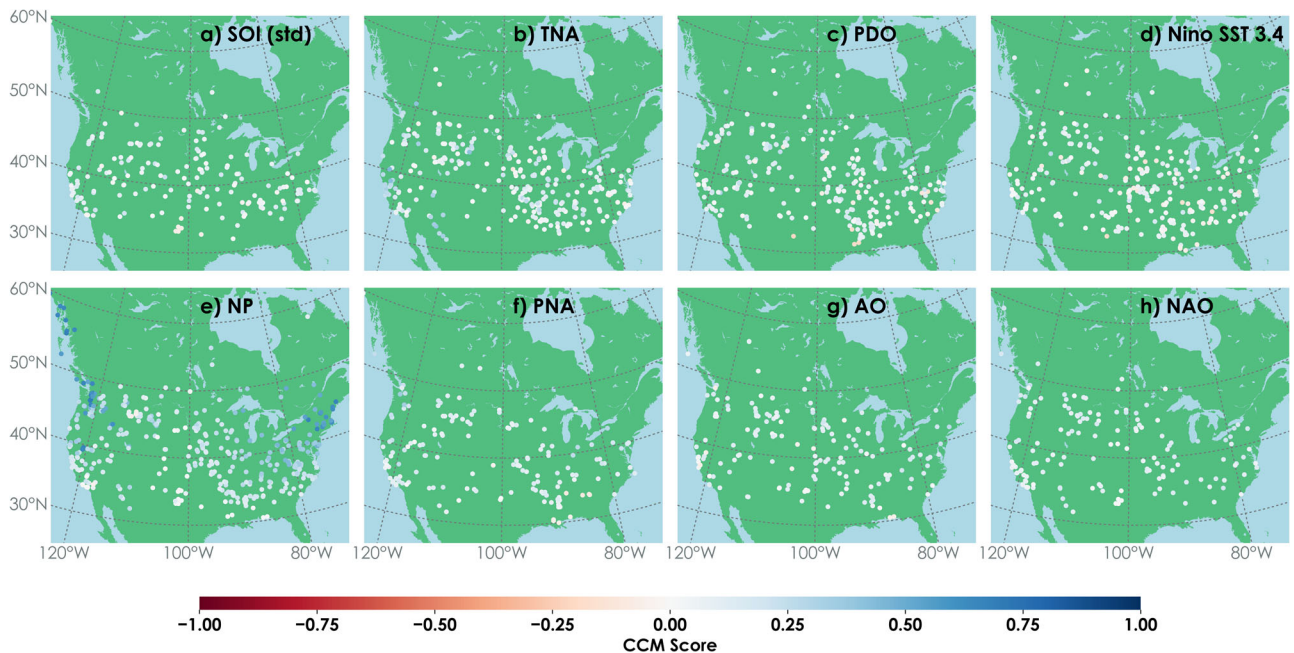 60°N
50°N
40°N
30°N
a) SOI (std)
b) TNA
c) PDO
d) Nino SST 3.4
60°N
50°N
40°N
30°N
e) NP
f) PNA
g) AO
h) NAO
120°W 100°W 80°W
120°W 100°W 80°W
120°W 100°W 80°W
120°W 100°W 80°W
−1.00 −0.75 −0.50 −0.25 0.00 0.25 0.50 0.75 1.00
CCM Score